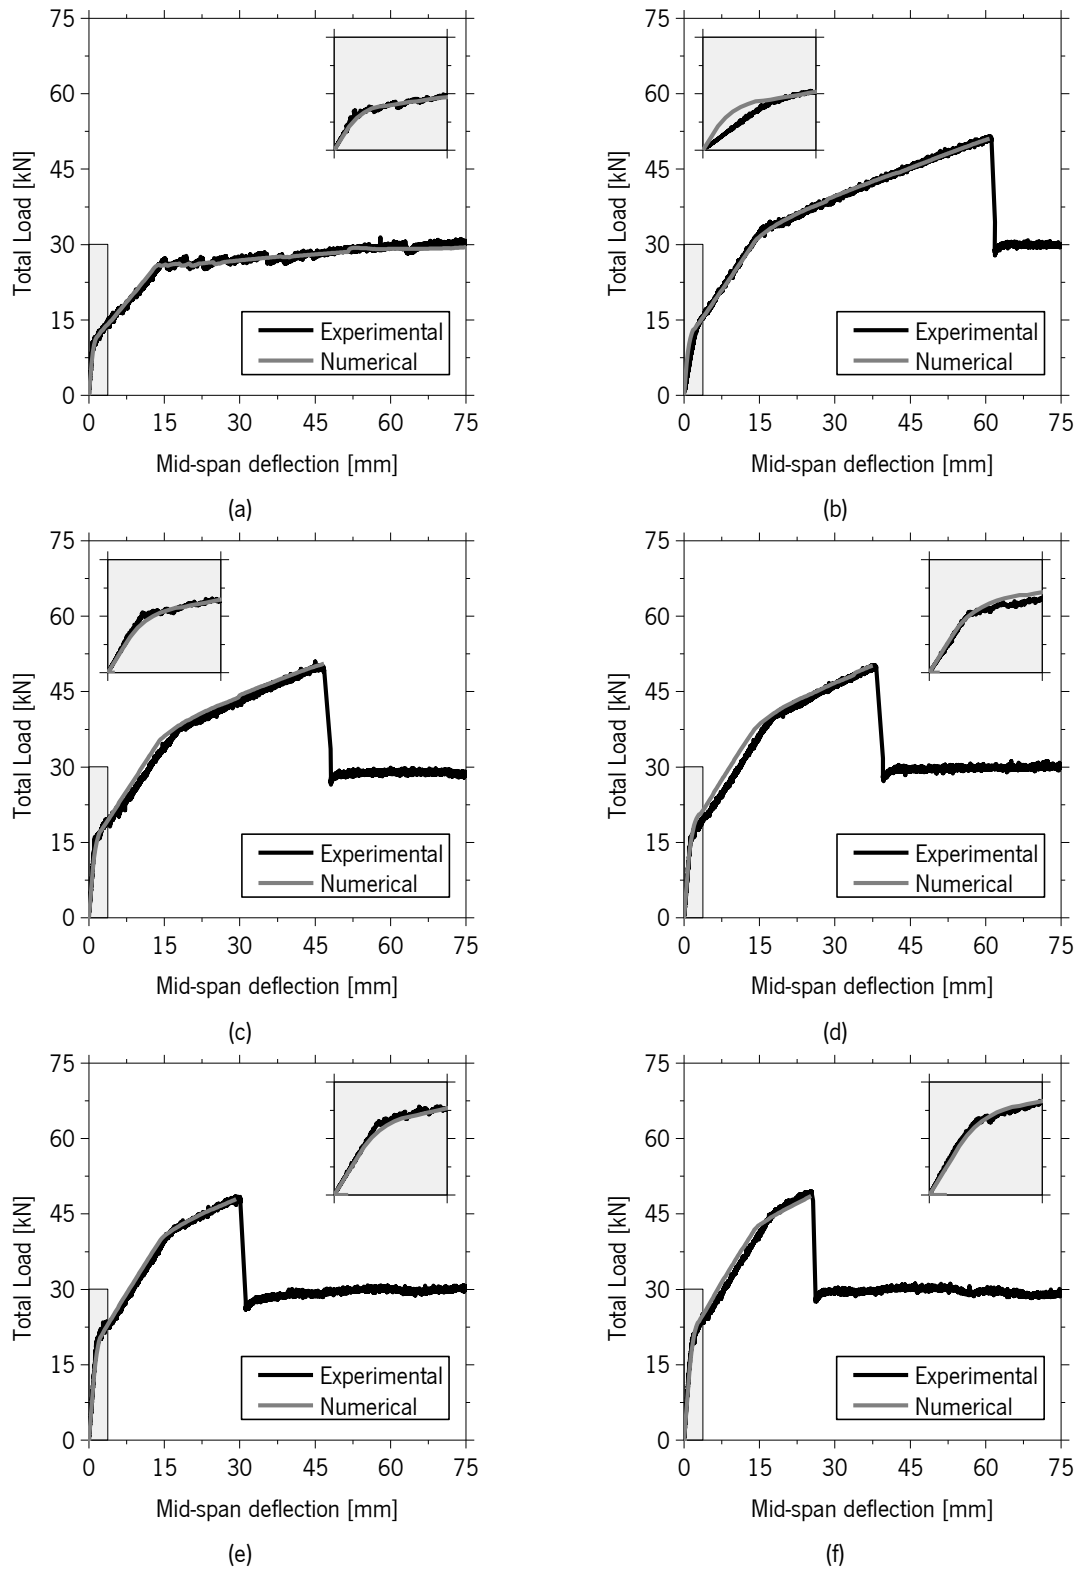 75
60
45
30
15
0
Total Load [kN]
Experimental
Numerical
0 15 30 45 60 75
Mid-span deflection [mm]
(a)
75
60
45
30
15
0
Total Load [kN]
Experimental
Numerical
0 15 30 45 60 75
Mid-span deflection [mm]
(b)
75
60
45
30
15
0
Total Load [kN]
Experimental
Numerical
0 15 30 45 60 75
Mid-span deflection [mm]
(c)
75
60
45
30
15
0
Total Load [kN]
Experimental
Numerical
0 15 30 45 60 75
Mid-span deflection [mm]
(d)
75
60
45
30
15
0
Total Load [kN]
Experimental
Numerical
0 15 30 45 60 75
Mid-span deflection [mm]
(e)
75
60
45
30
15
0
Total Load [kN]
Experimental
Numerical
0 15 30 45 60 75
Mid-span deflection [mm]
(f)